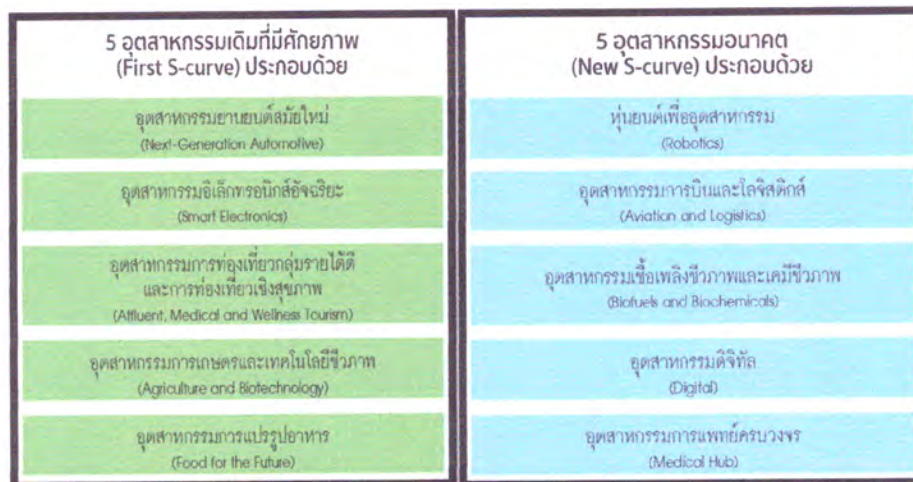 5 อุตสาหกรรมเดิมที่มีศักยภาพ
(First S-curve) ประกอบด้วย
อุตสาหกรรมยานยนต์สมัยใหม่
(Next-Generation Automotive)
อุตสาหกรรมอิเล็กทรอนิกส์อัจฉริยะ
(Smart Electronics)
อุตสาหกรรมการท่องเที่ยวกลุ่มรายได้ดี
และการท่องเที่ยวเชิงสุขภาพ
(Affluent, Medical and Wellness Tourism)
อุตสาหกรรมการเกษตรและเทคโนโลยีชีวภาพ
(Agriculture and Biotechnology)
อุตสาหกรรมการแปรรูปอาหาร
(Food for the Future)
5 อุตสาหกรรมอนาคต
(New S-curve) ประกอบด้วย
หุ่นยนต์เพื่ออุตสาหกรรม
(Robotics)
อุตสาหกรรมการบินและโลจิสติกส์
(Aviation and Logistics)
อุตสาหกรรมเชื้อเพลิงชีวภาพและเคมีชีวภาพ
(Biofuels and Biochemicals)
อุตสาหกรรมดิจิทัล
(Digital)
อุตสาหกรรมการแพทย์ครบวงจร
(Medical Hub)